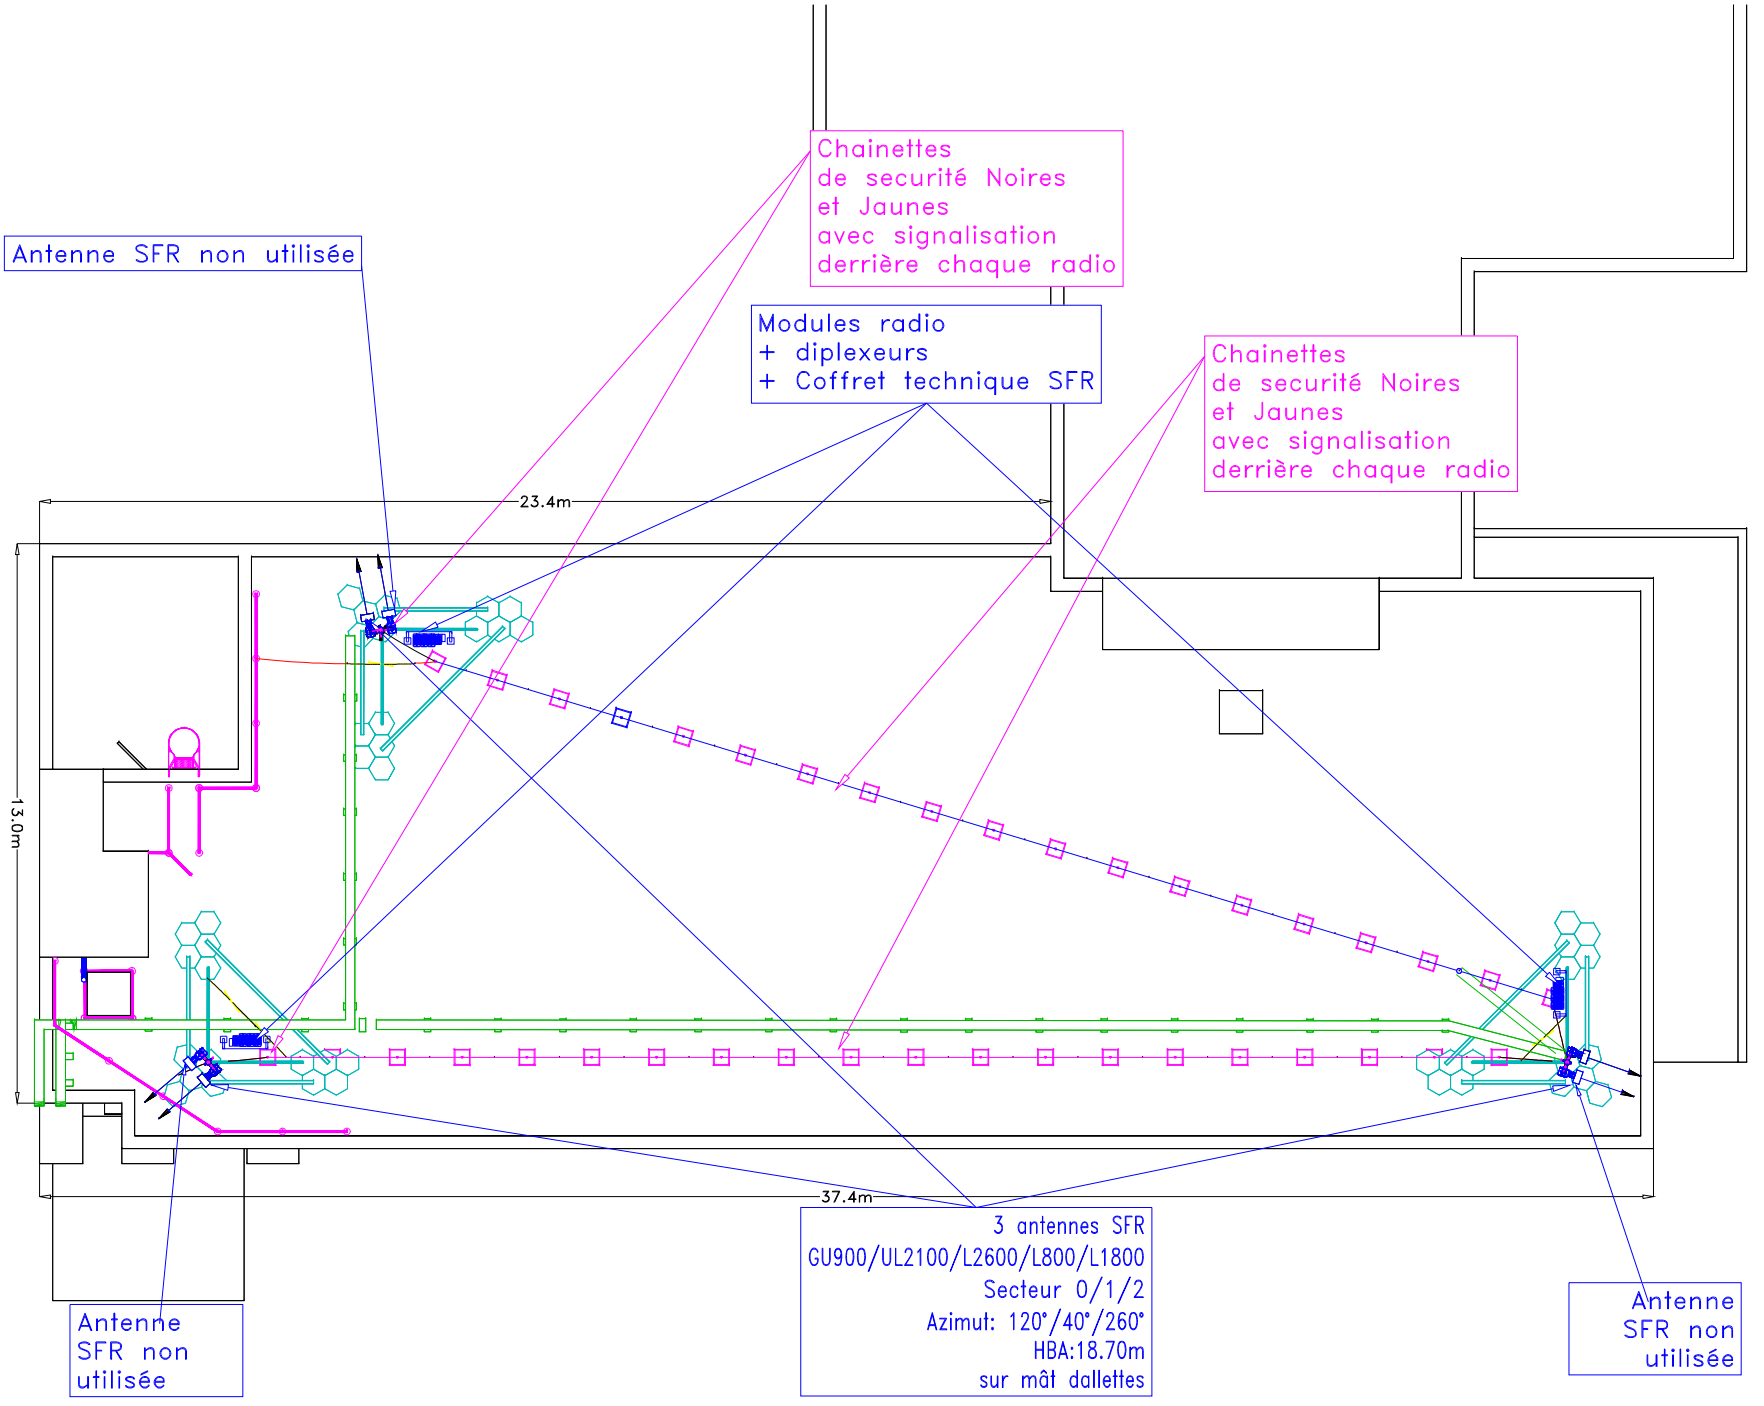 Chainettes
de securité Noires
et Jaunes
avec signalisation
derrière chaque radio
Antenne SFR non utilisée
Modules radio
+ diplexeurs
+ Coffret technique SFR
Chainettes
de securité Noires
et Jaunes
avec signalisation
derrière chaque radio
23.4m
13.0m
37.4m
3 antennes SFR
GU900/UL2100/L2600/L800/L1800
Secteur 0/1/2
Azimut: 120°/40°/260°
HBA:18.70m
sur mât dallettes
Antenne
SFR non
utilisée
Antenne
SFR non
utilisée